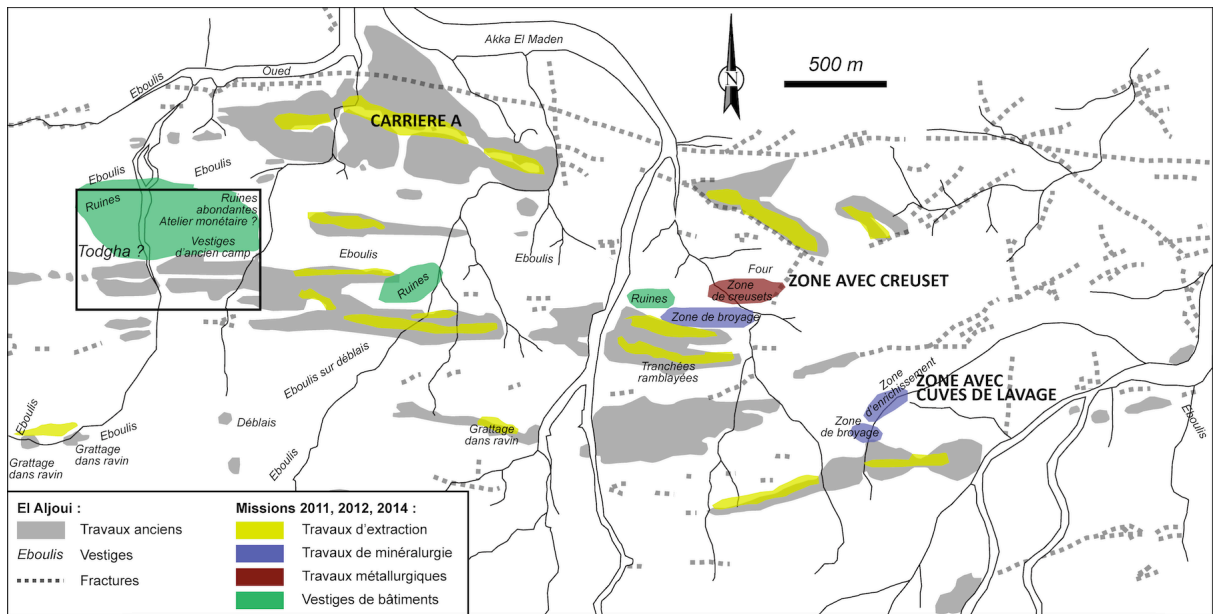 Akka El Maden
500 m
N
Oued
Eboulis
CARRIERE A
Eboulis
Eboulis
Ruines
Ruines
abondantes
Atelier monétaire ?
Vestiges
d'ancien camp
Todgha ?
Eboulis
Eboulis
Ruines
Four
ZONE AVEC CREUSET
Zone
de creusets
Ruines
Zone de broyage
Tranchées
ramblayées
Eboulis sur déblais
Zone
d'enrichissement
ZONE AVEC
CUVES DE LAVAGE
Zone
de broyage
Eboulis
Déblais
Grattage
dans ravin
Eboulis
Eboulis
Grattage
dans ravin
Grattage
dans ravin
Eboulis
El Aljoui :
Travaux anciens
Eboulis Vestiges
Fractures
Missions 2011, 2012, 2014 :
Travaux d'extraction
Travaux de minéralurgie
Travaux métallurgiques
Vestiges de bâtiments